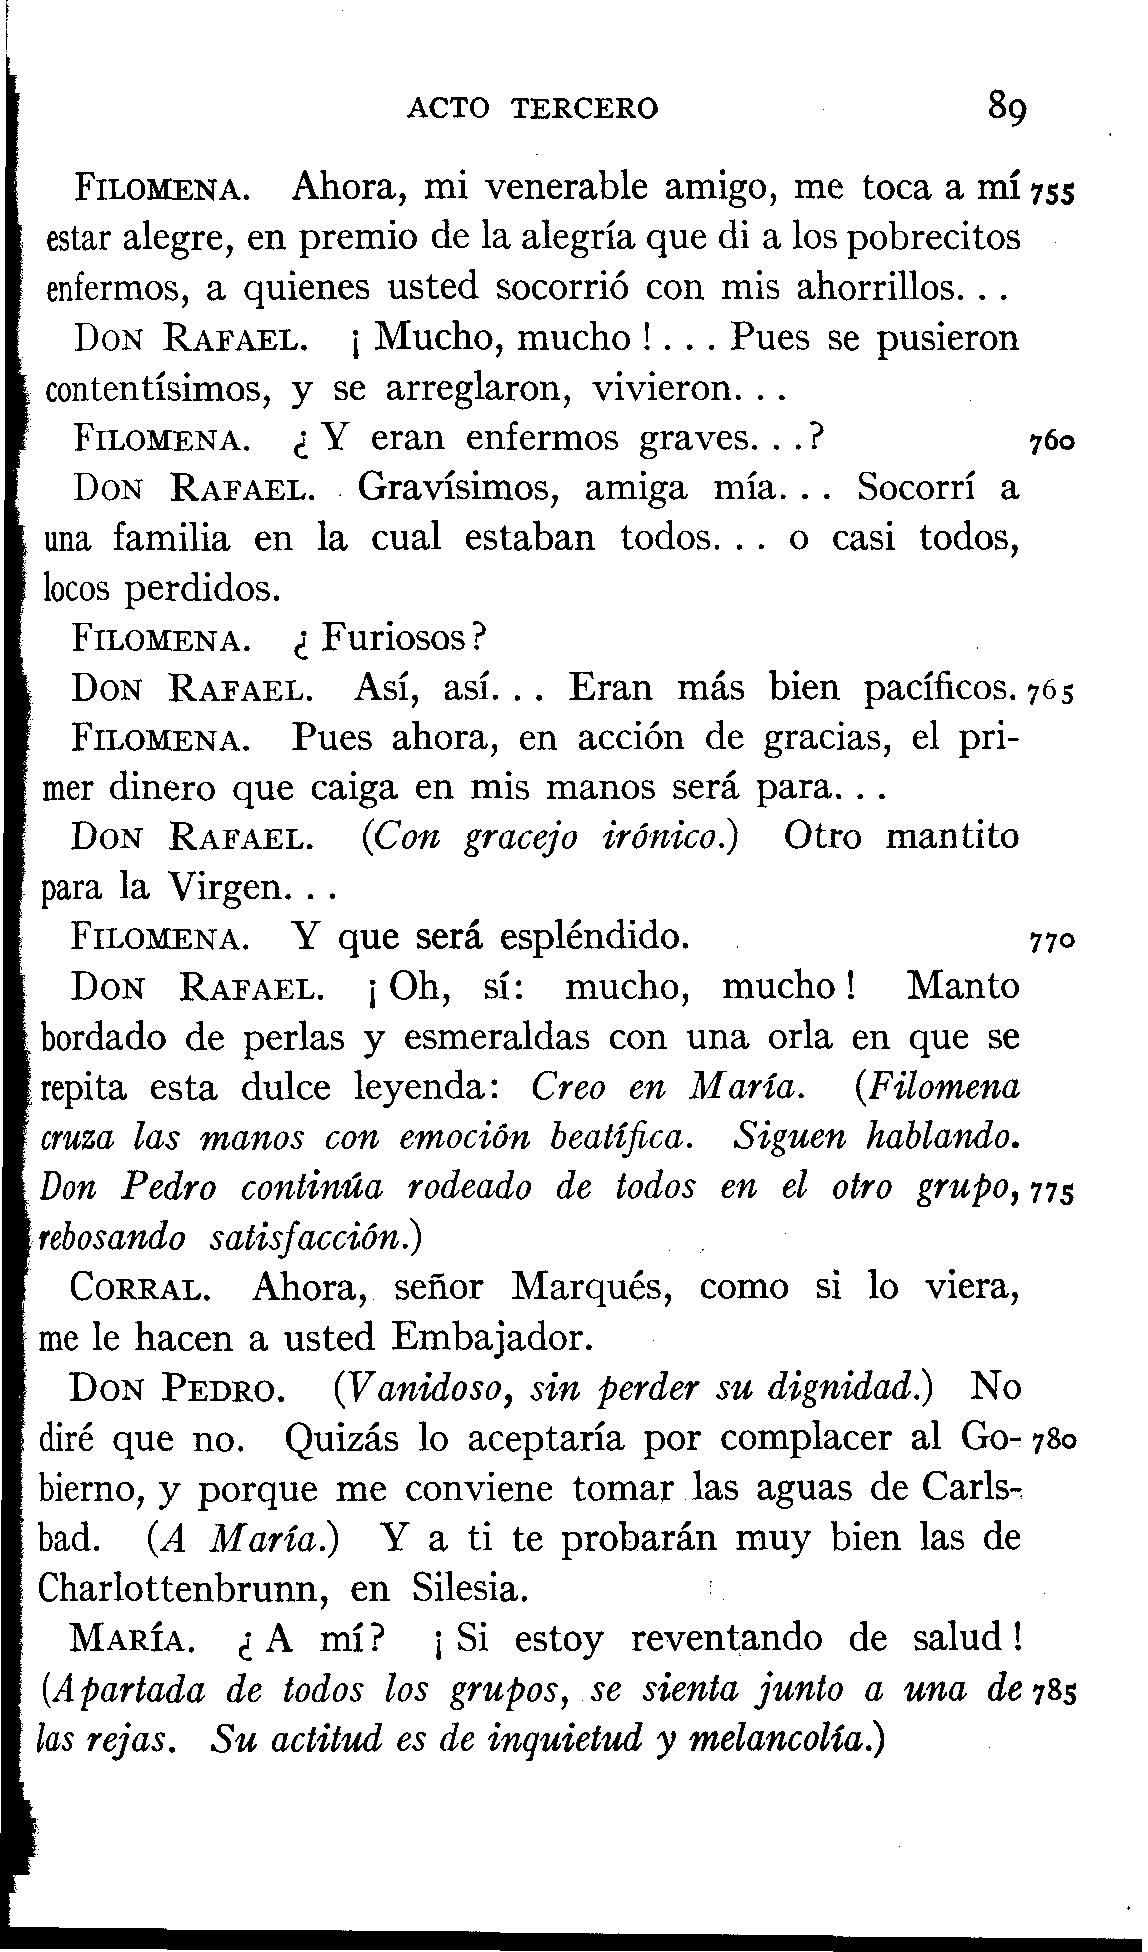 ACTO TERCERO 89
FILOMENA. Ahora, mi venerable amigo, me toca a mí 755
estar alegre, en premio de la alegría que di a los pobrecitos
enfermos, a quienes usted socorrió con mis ahorrillos. . .
DON RAFAEL. ¡ Mucho, mucho ! . . . Pues se pusieron
contentísimos, y se arreglaron, vivieron. . .
FILOMENA. ¿ Y eran enfermos graves. . .? 760
DON RAFAEL. Gravísimos, amiga mía. . . Socorrí a
una familia en la cual estaban todos. . . o casi todos,
locos perdidos.
FILOMENA. ¿ Furiosos?
DON RAFAEL. Así, así. . . Eran más bien pacíficos. 765
FILOMENA. Pues ahora, en acción de gracias, el pri-
mer dinero que caiga en mis manos será para. . .
DON RAFAEL. (Con gracejo irónico.) Otro mantito
para la Virgen. . .
FILOMENA. Y que será espléndido. 770
DON RAFAEL. ¡ Oh, sí: mucho, mucho ! Manto
bordado de perlas y esmeraldas con una orla en que se
repita esta dulce leyenda: Creo en María. (Filomena
cruza las manos con emoción beatífica. Siguen hablando.
Don Pedro continúa rodeado de todos en el otro grupo, 775
rebosando satisfacción.)
CORRAL. Ahora, señor Marqués, como si lo viera,
me le hacen a usted Embajador.
DON PEDRO. (Vanidoso, sin perder su dignidad.) No
diré que no. Quizás lo aceptaría por complacer al Go- 780
bierno, y porque me conviene tomar las aguas de Carls-
bad. (A María.) Y a ti te probarán muy bien las de
Charlottenbrunn, en Silesia.
MARÍA. ¿ A mí? ¡ Si estoy reventando de salud !
(Apartada de todos los grupos, se sienta junto a una de 785
las rejas. Su actitud es de inquietud y melancolía.)